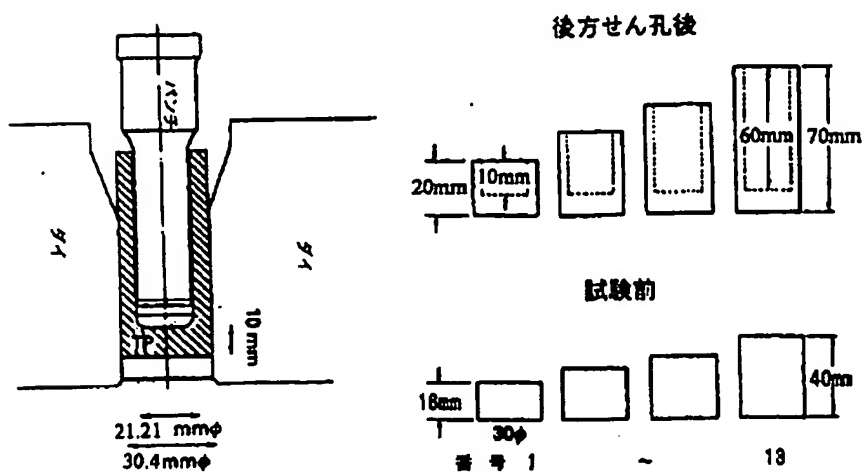 後方せん孔後
パンチ
ダイ
ダイ
TP
10 mm
21.21 mmφ
30.4mmφ
20mm
10mm
60mm
70mm
試験前
18mm
40mm
30φ
番号 1 ～ 13